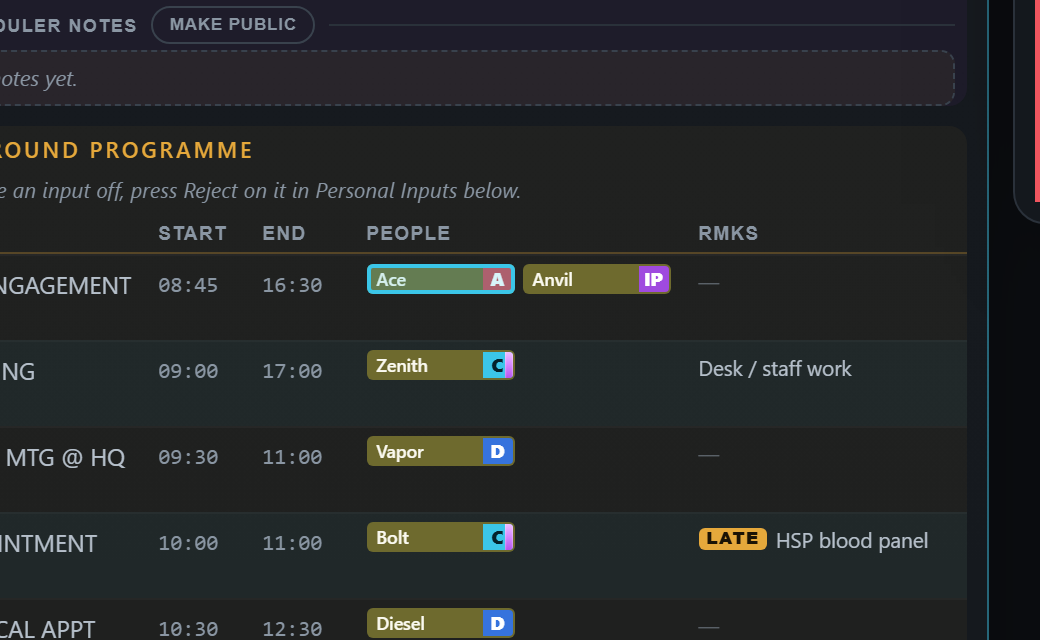 DULER NOTES MAKE PUBLIC
notes yet.
ROUND PROGRAMME
e an input off, press Reject on it in Personal Inputs below.
START END PEOPLE RMKS
NGAGEMENT 08:45 16:30 Ace A Anvil IP —
NG 09:00 17:00 Zenith C Desk / staff work
MTG @ HQ 09:30 11:00 Vapor D —
INTMENT 10:00 11:00 Bolt C LATE HSP blood panel
CAL APPT 10:30 12:30 Diesel D —